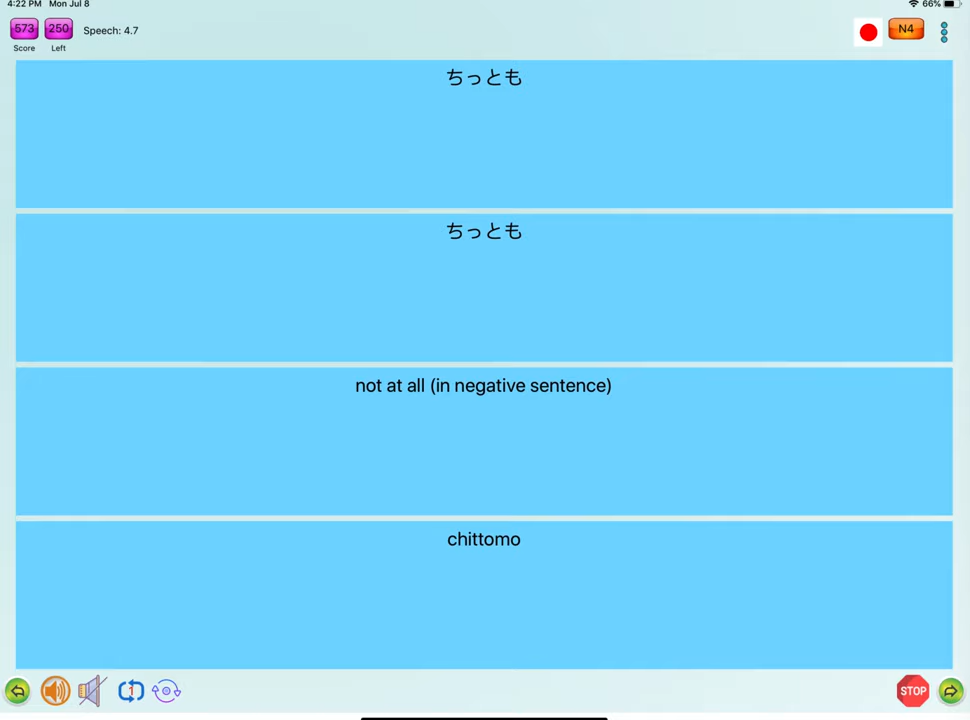 4:22 PM Mon Jul 8
66%
573
250
Speech: 4.7
N4
Score
Left
ちっとも
ちっとも
not at all (in negative sentence)
chittomo
1
STOP